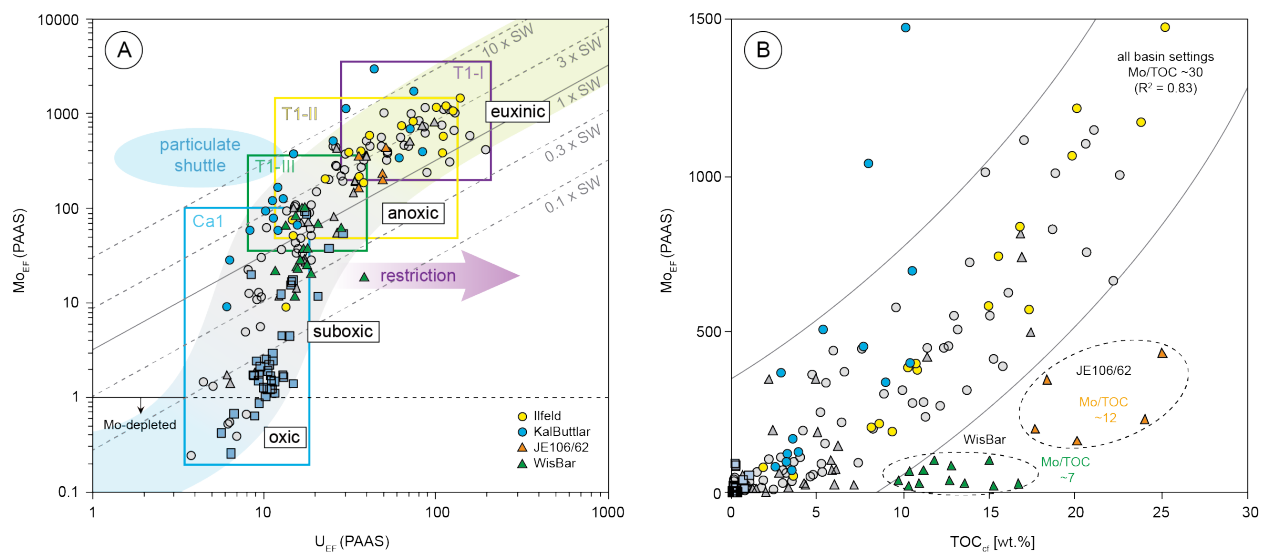 A
10 x SW
3 x SW
1 x SW
0.3 x SW
0.1 x SW
T1-I
T1-II
T1-III
Ca1
particulate
shuttle
euxinic
anoxic
restriction
suboxic
oxic
Mo-depleted
Ilfeld
KalButtlar
JE106/62
WisBar
10000
1000
100
10
1
0.1
MoEF (PAAS)
1
10
100
1000
UEF (PAAS)
B
all basin settings
Mo/TOC ~30
(R² = 0.83)
JE106/62
Mo/TOC
~12
WisBar
Mo/TOC
~7
1500
1000
500
0
MoEF (PAAS)
0
5
10
15
20
25
30
TOCcf [wt.%]